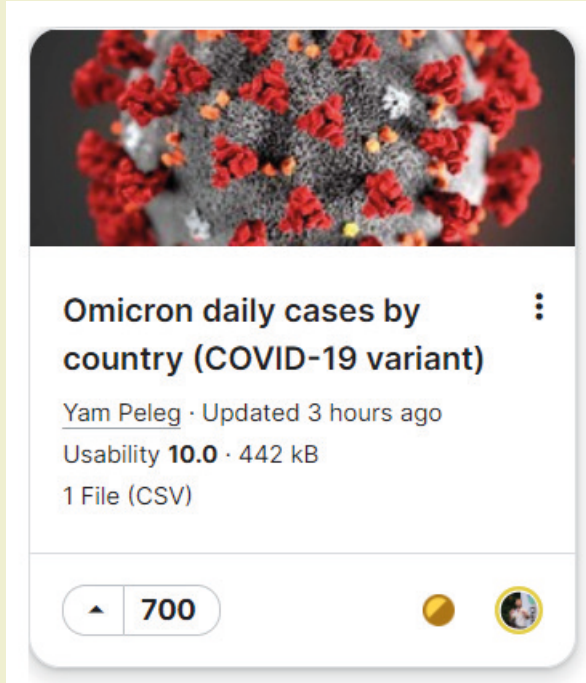 Omicron daily cases by
country (COVID-19 variant)
Yam Peleg · Updated 3 hours ago
Usability 10.0 · 442 kB
1 File (CSV)
700